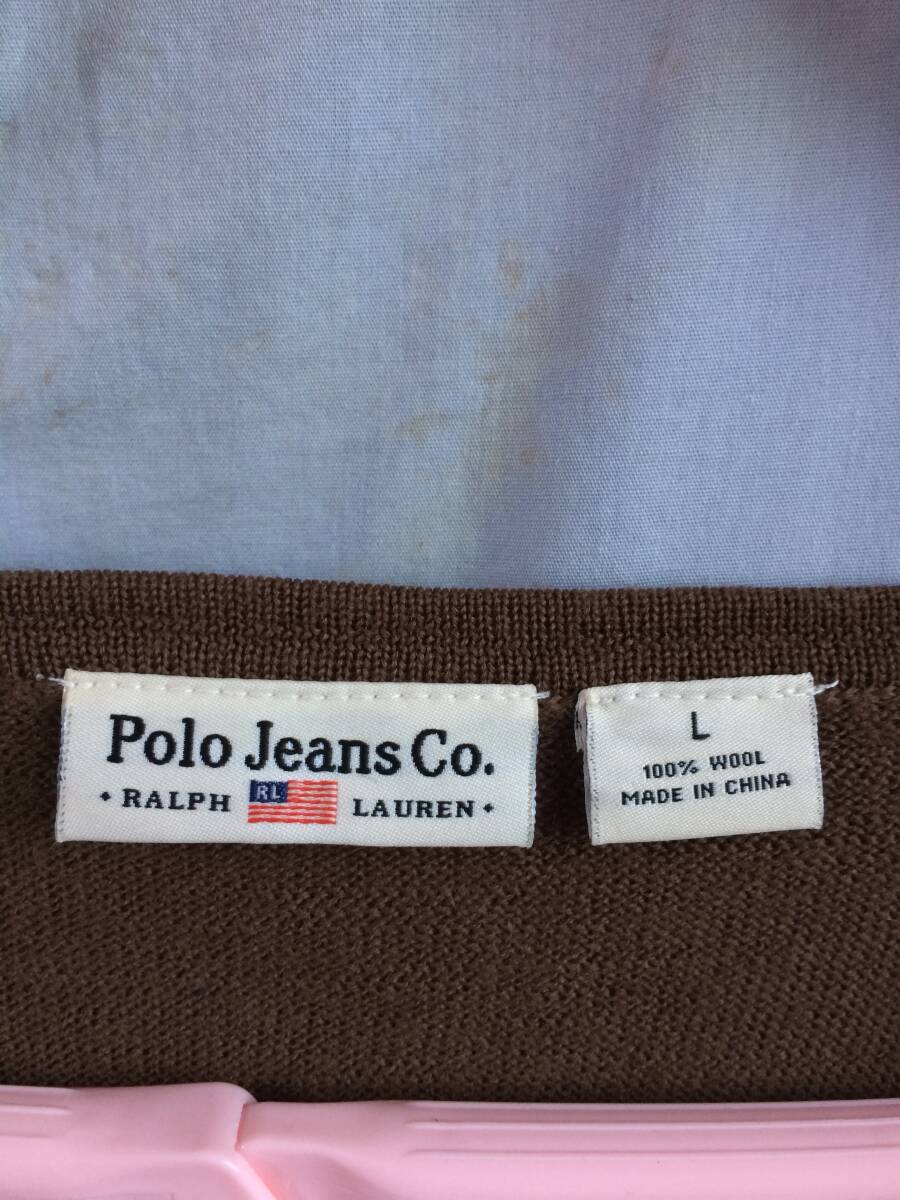 Polo Jeans Co.
• RALPH RL LAUREN •
L
100% WOOL
MADE IN CHINA